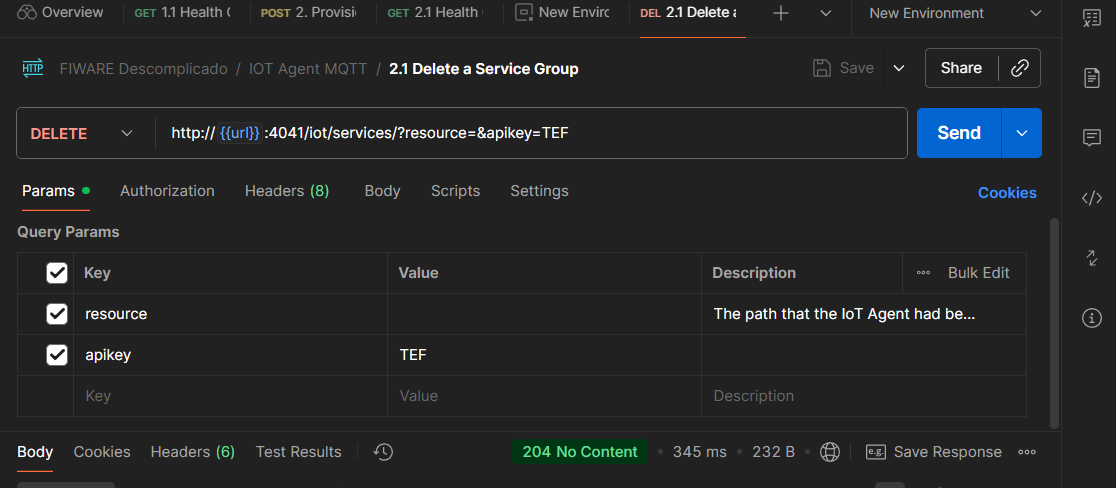 Overview GET 1.1 Health C POST 2. Provisi GET 2.1 Health New Enviro DEL 2.1 Delete a New Environment
HTTP FIWARE Descomplicado / IOT Agent MQTT / 2.1 Delete a Service Group Save Share
DELETE http:// {{url}} :4041/iot/services/?resource=&apikey=TEF Send
Params Authorization Headers (8) Body Scripts Settings Cookies
Query Params
Key Value Description Bulk Edit
resource The path that the IoT Agent had be...
apikey TEF
Key Value Description
Body Cookies Headers (6) Test Results 204 No Content 345 ms 232 B e.g. Save Response